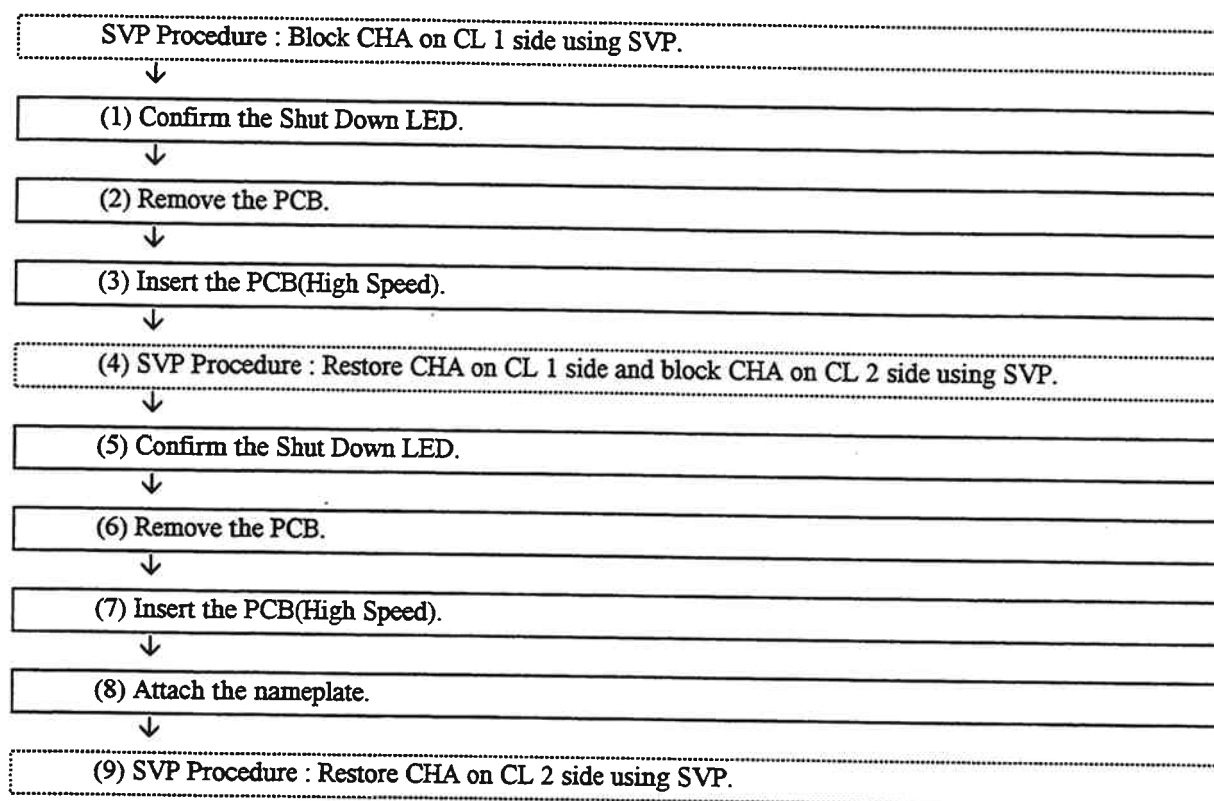 SVP Procedure : Block CHA on CL 1 side using SVP.
(1) Confirm the Shut Down LED.
(2) Remove the PCB.
(3) Insert the PCB(High Speed).
(4) SVP Procedure : Restore CHA on CL 1 side and block CHA on CL 2 side using SVP.
(5) Confirm the Shut Down LED.
(6) Remove the PCB.
(7) Insert the PCB(High Speed).
(8) Attach the nameplate.
(9) SVP Procedure : Restore CHA on CL 2 side using SVP.